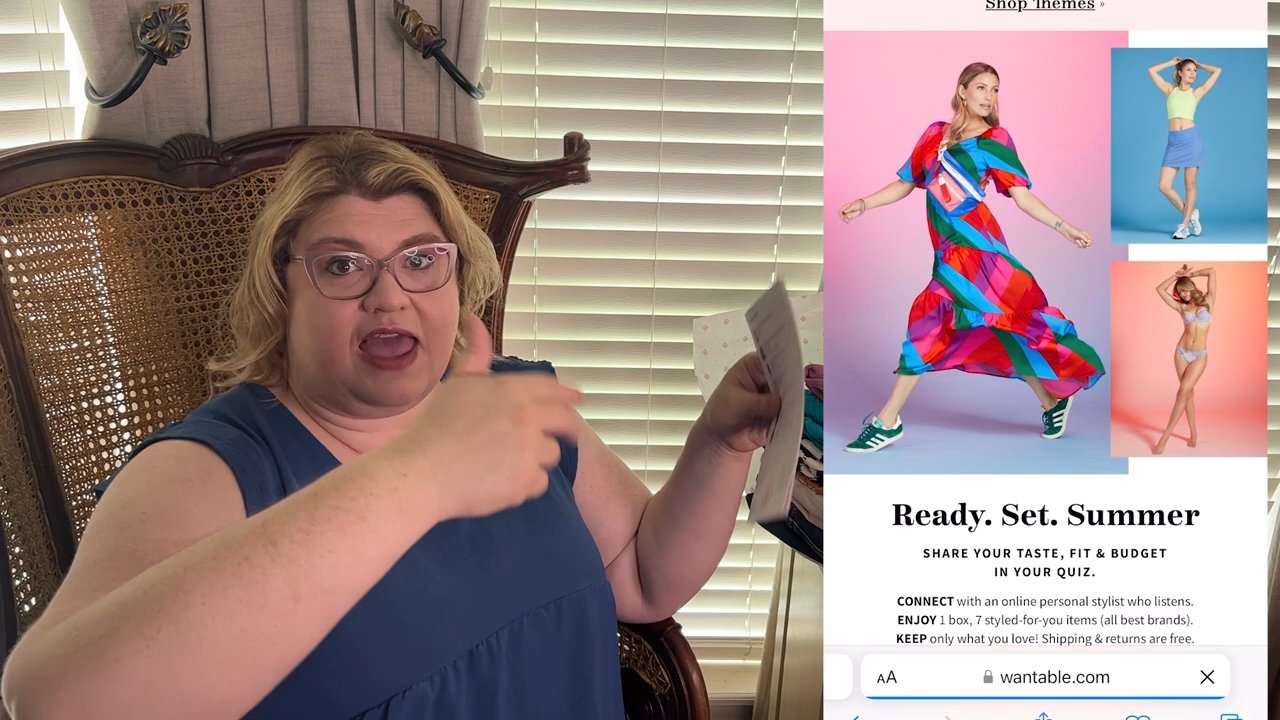 Shop Themes »
Ready. Set. Summer
SHARE YOUR TASTE, FIT & BUDGET
IN YOUR QUIZ.
CONNECT with an online personal stylist who listens.
ENJOY 1 box, 7 styled-for-you items (all best brands).
KEEP only what you love! Shipping & returns are free.
AA wantable.com